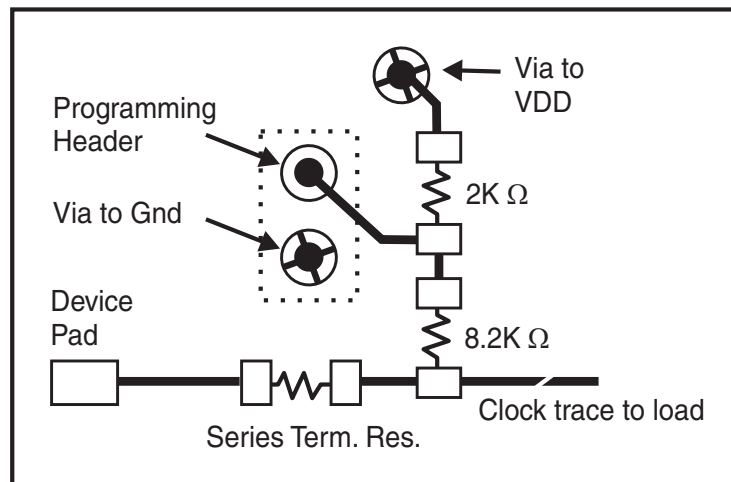 Via to
VDD
Programming
Header
2K Ω
Via to Gnd
Device
Pad
8.2K Ω
Clock trace to load
Series Term. Res.